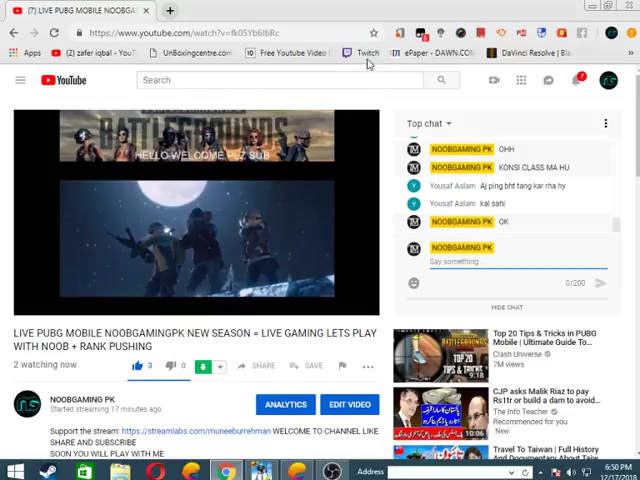 (7) LIVE PUBG MOBILE NOOBGA
https://www.youtube.com/watch?v=fk05Yb6IbRc
Apps
(2) zafer iqbal - YouT
UnBoxingcentre.com
Free Youtube Video
Twitch
ePaper - DAWN.COM
DaVinci Resolve | Bla
YouTube
Search
7
BATTLEGROUNDS
HELLO-WELCOME PLZ SUB
Top chat
NOOBGAMING PK OHH
NOOBGAMING PK KONSI CLASS MA HU
Yousaf Aslam Aj ping bht tang kar rha hy
Yousaf Aslam kal sahi
NOOBGAMING PK OK
NOOBGAMING PK
Say something...
0/200
HIDE CHAT
LIVE PUBG MOBILE NOOBGAMINGPK NEW SEASON = LIVE GAMING LETS PLAY
WITH NOOB + RANK PUSHING
2 watching now
3
0
SHARE
SAVE
NOOBGAMING PK
Started streaming 17 minutes ago
ANALYTICS
EDIT VIDEO
Support the stream: https://streamlabs.com/muneeburrehman WELCOME TO CHANNEL LIKE
SHARE AND SUBSCRIBE
SOON YOU WILL PLAY WITH ME
TOP 20
TIPS & TRICKS
9:18
Top 20 Tips & Tricks in PUBG
Mobile | Ultimate Guide To...
Clash Universe
7M views
10:06
CJP asks Malik Riaz to pay
Rs1tr or build a dam to avoid...
The Info Teacher
Recommended for you
New
Travel To Taiwan | Full History
Address
6:50 PM
12/17/2018